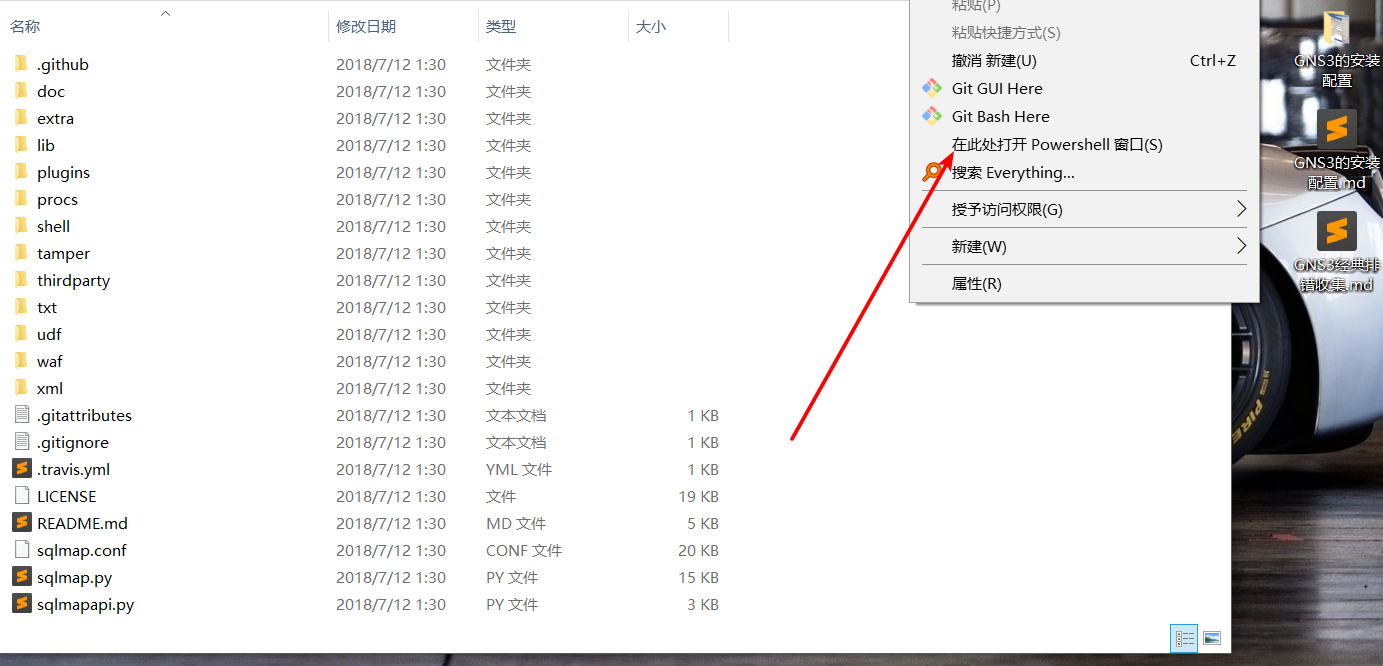 名称 修改日期 类型 大小
.github 2018/7/12 1:30 文件夹
doc 2018/7/12 1:30 文件夹
extra 2018/7/12 1:30 文件夹
lib 2018/7/12 1:30 文件夹
plugins 2018/7/12 1:30 文件夹
procs 2018/7/12 1:30 文件夹
shell 2018/7/12 1:30 文件夹
tamper 2018/7/12 1:30 文件夹
thirdparty 2018/7/12 1:30 文件夹
txt 2018/7/12 1:30 文件夹
udf 2018/7/12 1:30 文件夹
waf 2018/7/12 1:30 文件夹
xml 2018/7/12 1:30 文件夹
.gitattributes 2018/7/12 1:30 文本文档 1 KB
.gitignore 2018/7/12 1:30 文本文档 1 KB
.travis.yml 2018/7/12 1:30 YML 文件 1 KB
LICENSE 2018/7/12 1:30 文件 19 KB
README.md 2018/7/12 1:30 MD 文件 5 KB
sqlmap.conf 2018/7/12 1:30 CONF 文件 20 KB
sqlmap.py 2018/7/12 1:30 PY 文件 15 KB
sqlmapapi.py 2018/7/12 1:30 PY 文件 3 KB
粘贴(P)
粘贴快捷方式(S)
撤消 新建(U) Ctrl+Z
Git GUI Here
Git Bash Here
在此处打开 Powershell 窗口(S)
搜索 Everything...
授予访问权限(G)
新建(W)
属性(R)
GNS3的安装
配置
GNS3的安装
配置.md
GNS3经典排
错收集.md
PIRE